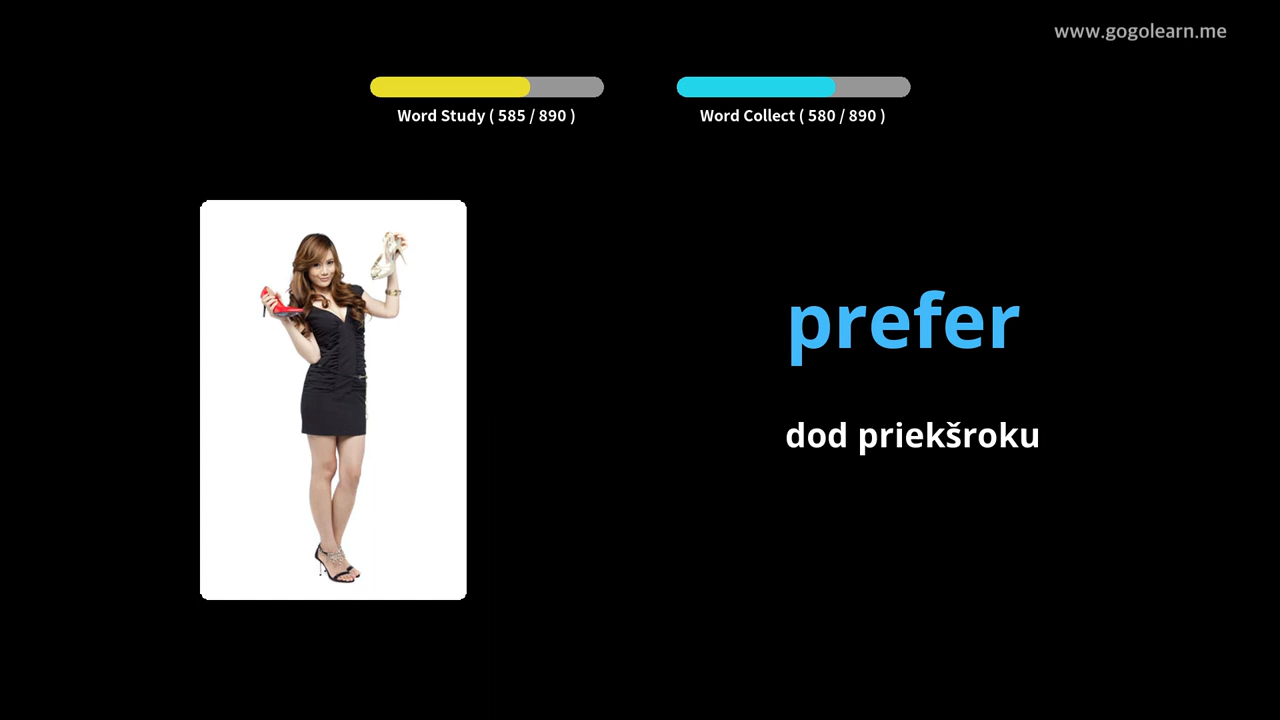 www.gogolearn.me
Word Study ( 585 / 890 )
Word Collect ( 580 / 890 )
prefer
dod priekšroku